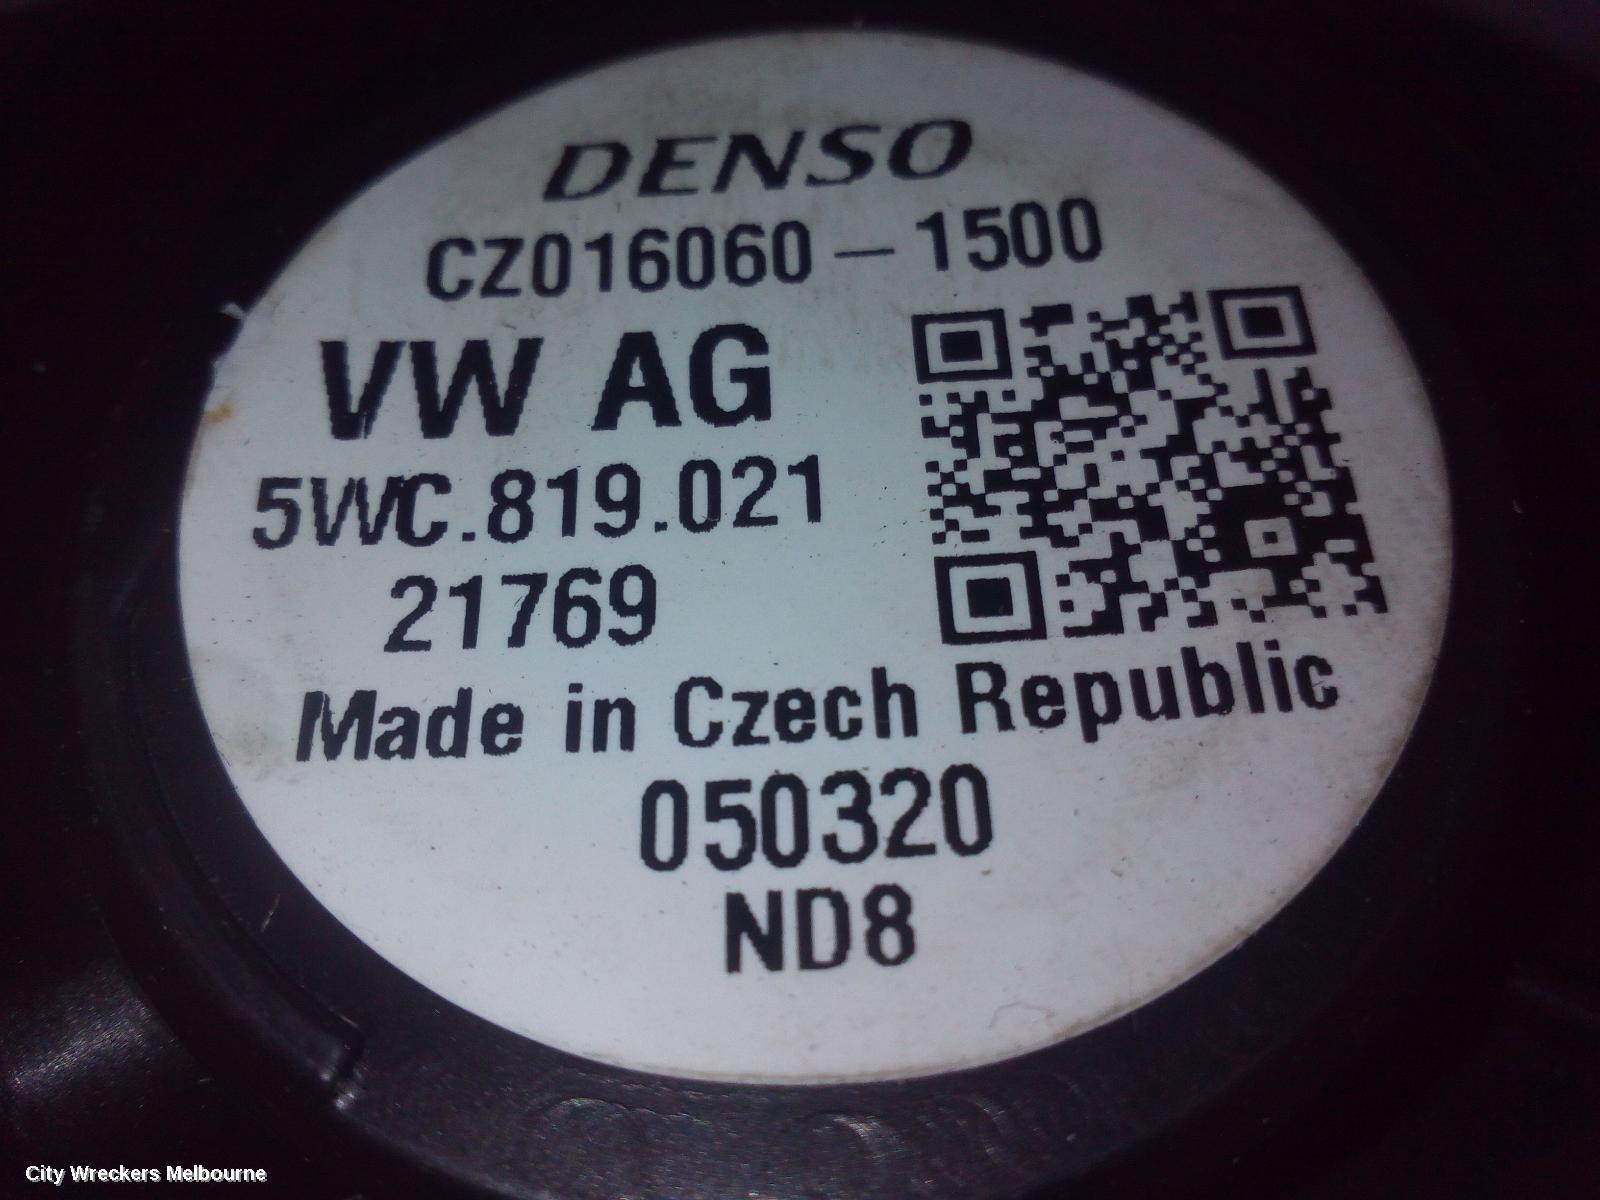 DENSO
CZ016060-1500
VW AG
5WC.819.021
21769
Made in Czech Republic
050320
ND8
City Wreckers Melbourne